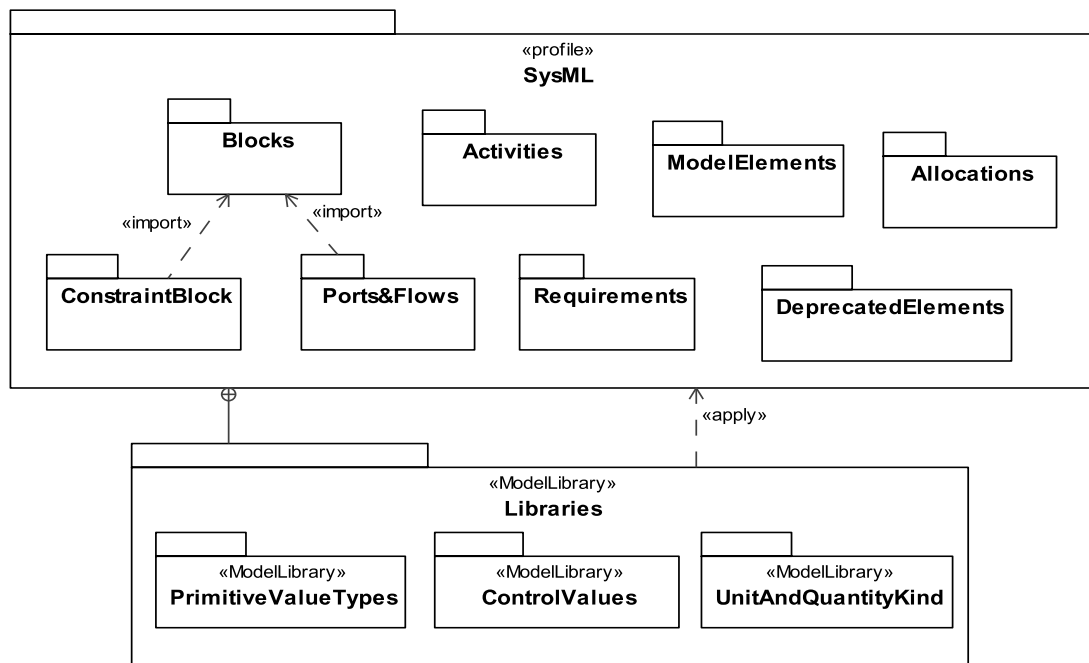 «profile»
SysML
Blocks
Activities
ModelElements
Allocations
«import»
«import»
ConstraintBlock
Ports&Flows
Requirements
DeprecatedElements
«apply»
«ModelLibrary»
Libraries
«ModelLibrary»
PrimitiveValueTypes
«ModelLibrary»
ControlValues
«ModelLibrary»
UnitAndQuantityKind